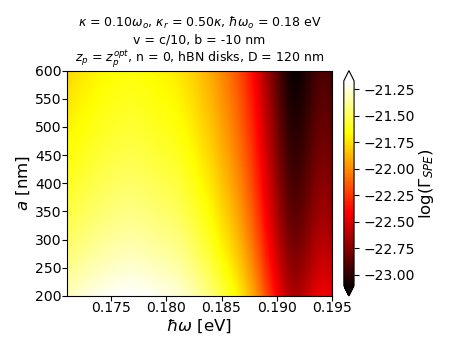 κ = 0.10ω_o, κ_r = 0.50κ, ℏω_o = 0.18 eV
v = c/10, b = -10 nm
z_p = z_p^{opt}, n = 0, hBN disks, D = 120 nm
600
550
500
450
400
350
300
250
200
a [nm]
0.175 0.180 0.185 0.190 0.195
ℏω [eV]
−21.25
−21.50
−21.75
−22.00
−22.25
−22.50
−22.75
−23.00
log(Γ_{SPE})